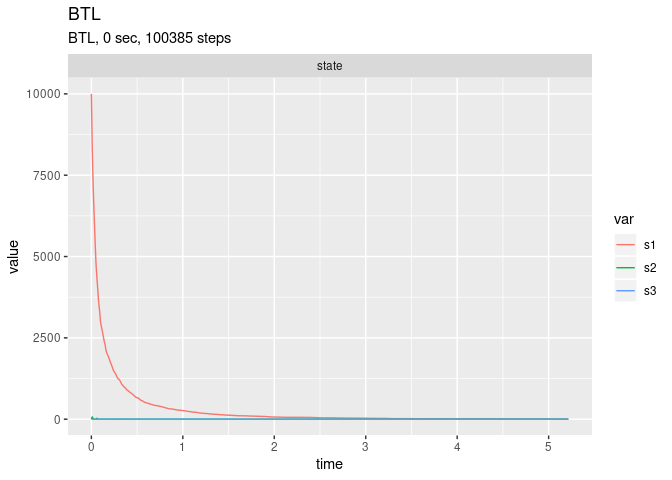 BTL
BTL, 0 sec, 100385 steps
state
10000
7500
5000
2500
0
value
0 1 2 3 4 5
time
var
s1
s2
s3